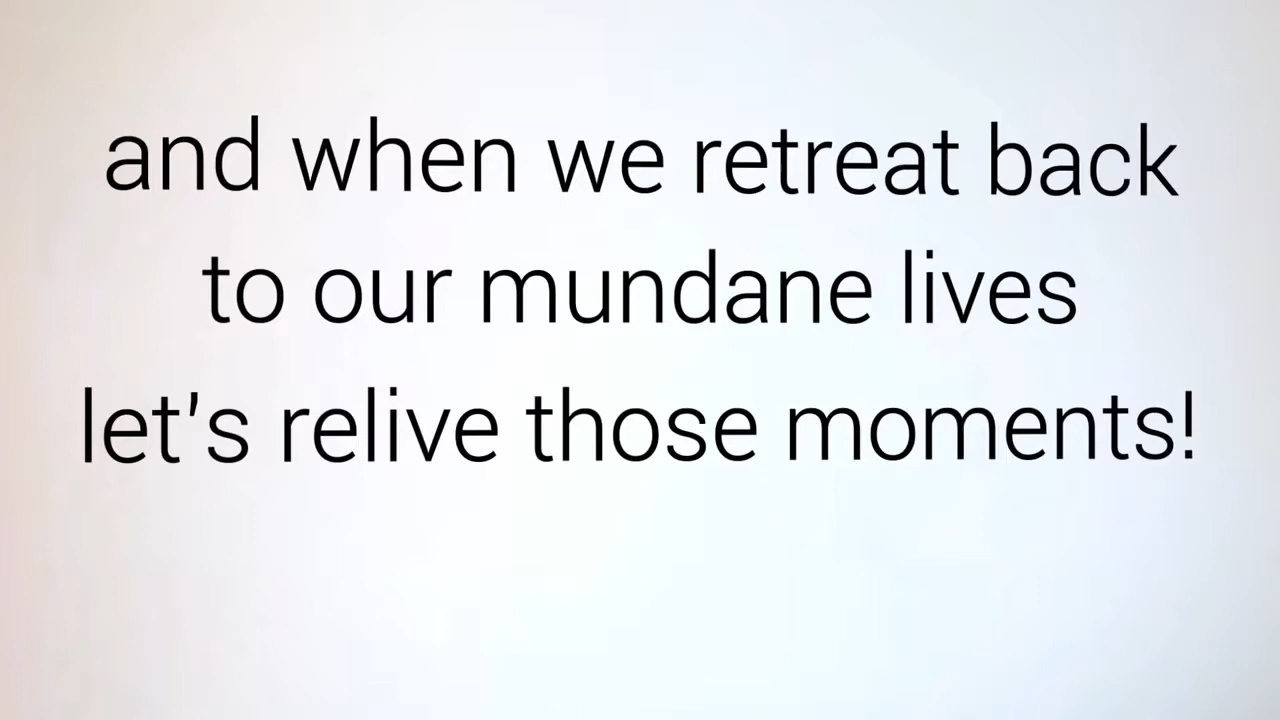 and when we retreat back
to our mundane lives
let's relive those moments!